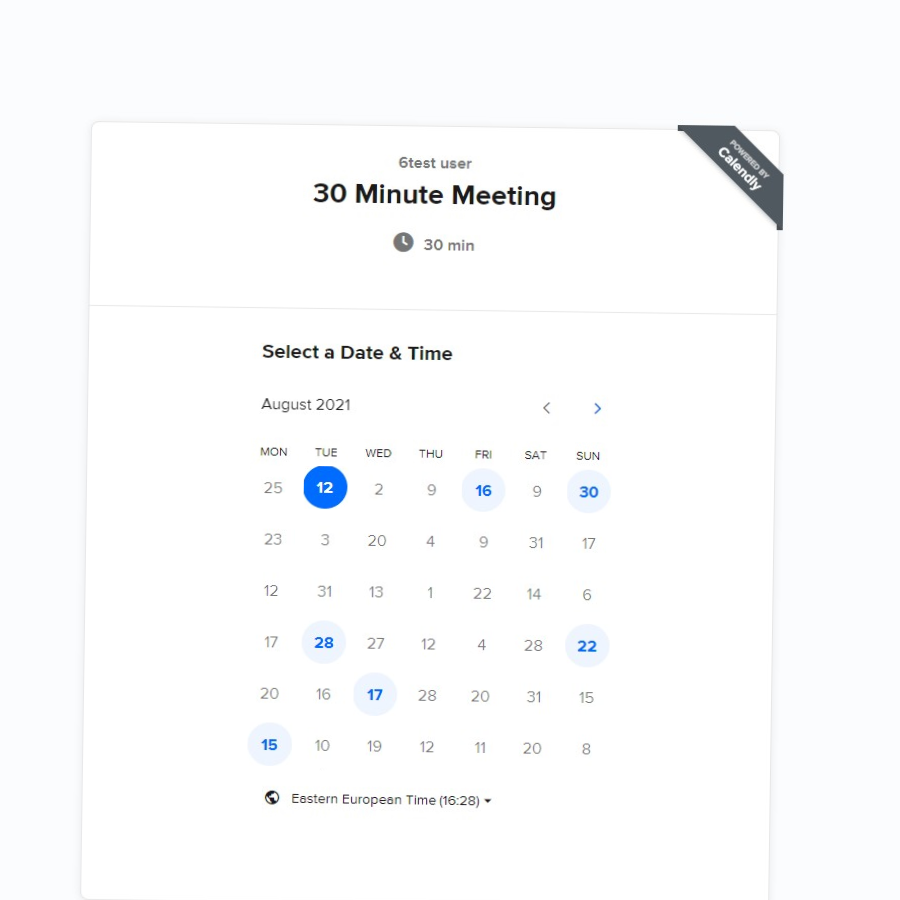 POWERED BY
Calendly
6test user
30 Minute Meeting
30 min
Select a Date & Time
August 2021
MON TUE WED THU FRI SAT SUN
25 12 2 9 16 9 30
23 3 20 4 9 31 17
12 31 13 1 22 14 6
17 28 27 12 4 28 22
20 16 17 28 20 31 15
15 10 19 12 11 20 8
Eastern European Time (16:28)